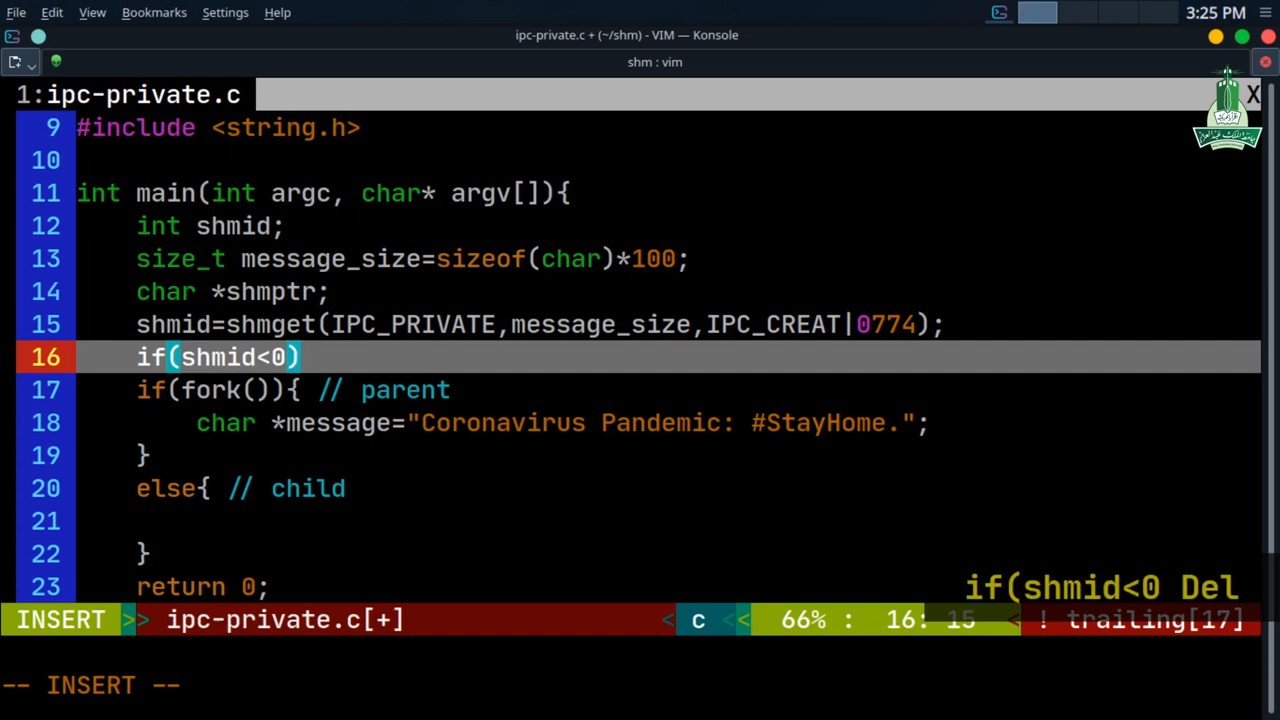 File Edit View Bookmarks Settings Help 3:25 PM
ipc-private.c + (~/shm) - VIM — Konsole
shm : vim
1:ipc-private.c X
9 #include <string.h>
10
11 int main(int argc, char* argv[]){
12     int shmid;
13     size_t message_size=sizeof(char)*100;
14     char *shmptr;
15     shmid=shmget(IPC_PRIVATE,message_size,IPC_CREAT|0774);
16     if(shmid<0)
17     if(fork()){ // parent
18         char *message="Coronavirus Pandemic: #StayHome.";
19     }
20     else{ // child
21
22     }
23     return 0;
if(shmid<0 Del
INSERT >> ipc-private.c[+] < c << 66% : 16: 15 < ! trailing[17]
-- INSERT --